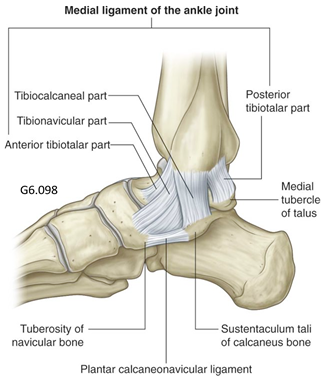 Medial ligament of the ankle joint
Tibiocalcaneal part
Tibionavicular part
Anterior tibiotalar part
Posterior
tibiotalar part
G6.098
Medial
tubercle
of talus
Tuberosity of
navicular bone
Sustentaculum tali
of calcaneus bone
Plantar calcaneonavicular ligament